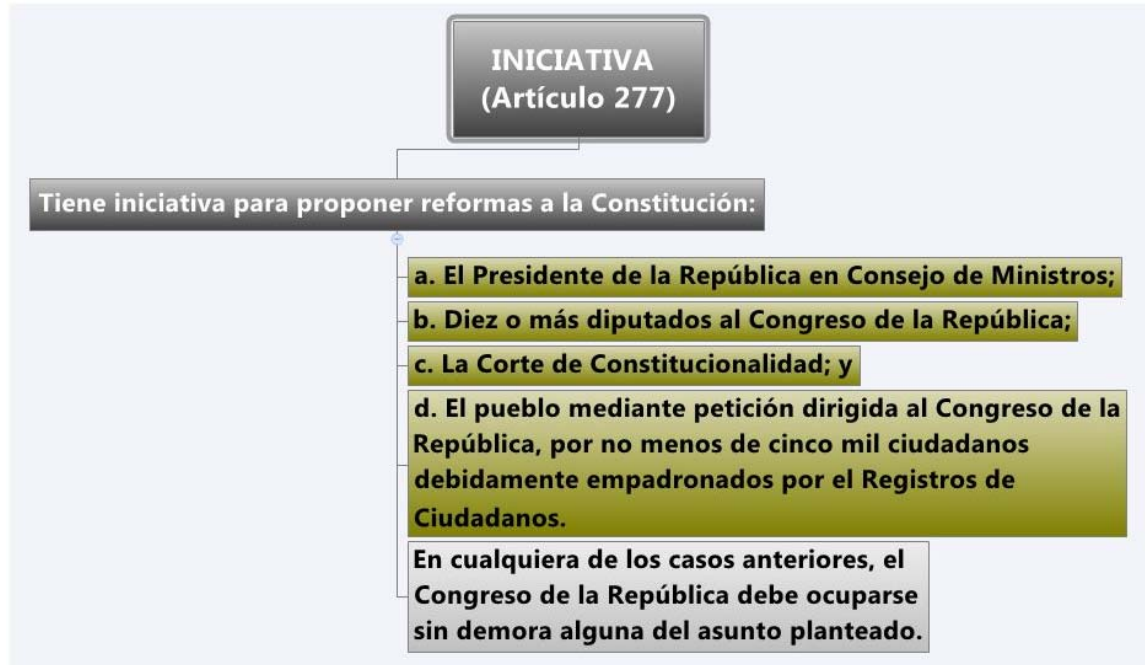 INICIATIVA
(Artículo 277)
Tiene iniciativa para proponer reformas a la Constitución:
a. El Presidente de la República en Consejo de Ministros;
b. Diez o más diputados al Congreso de la República;
c. La Corte de Constitucionalidad; y
d. El pueblo mediante petición dirigida al Congreso de la
República, por no menos de cinco mil ciudadanos
debidamente empadronados por el Registros de
Ciudadanos.
En cualquiera de los casos anteriores, el
Congreso de la República debe ocuparse
sin demora alguna del asunto planteado.